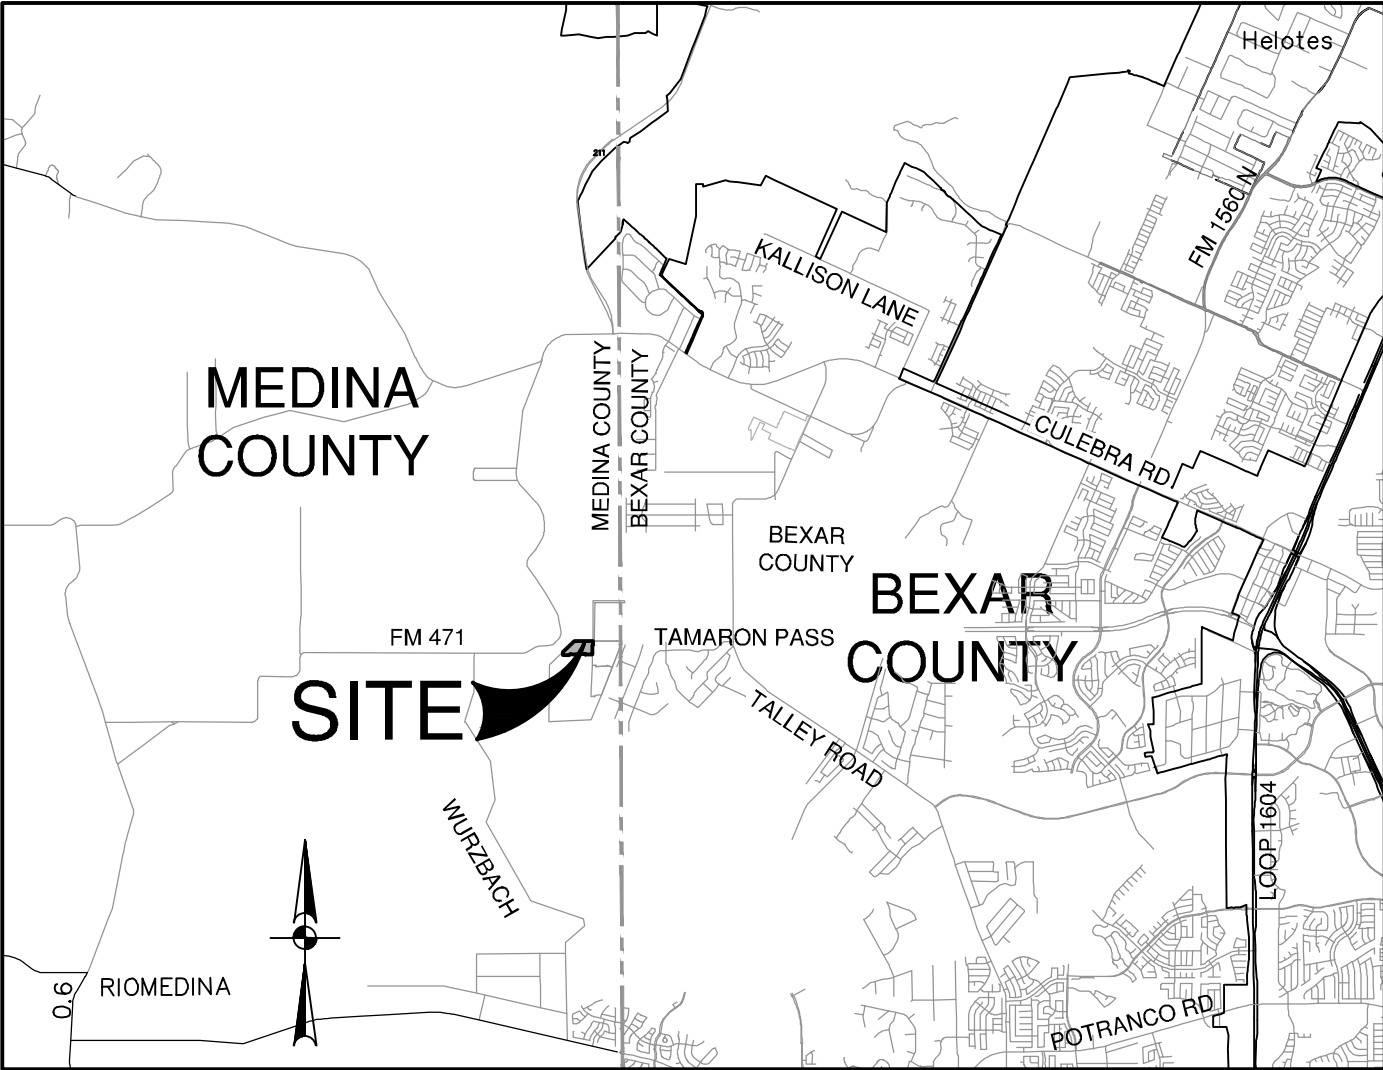 Helotes
211
FM 1560 N
KALLISON LANE
MEDINA
COUNTY
MEDINA COUNTY
BEXAR COUNTY
CULEBRA RD
BEXAR
COUNTY
BEXAR
COUNTY
FM 471
TAMARON PASS
SITE
TALLEY ROAD
WURZBACH
LOOP 1604
RIOMEDINA
0.6
POTRANCO RD